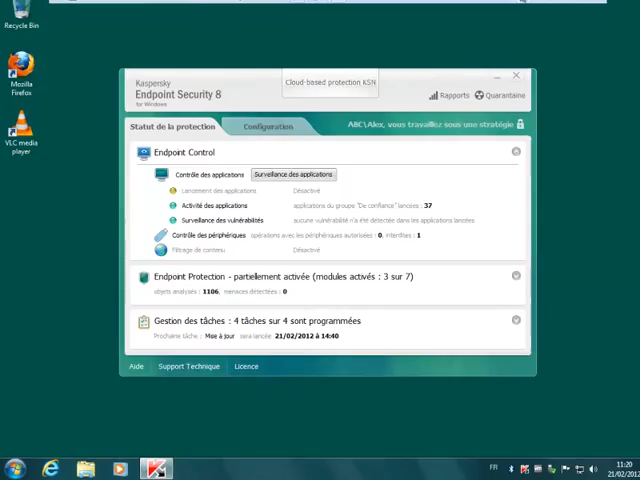 Recycle Bin
Mozilla
Firefox
VLC media
player
Kaspersky
Endpoint Security 8
for Windows
Cloud-based protection KSN
Rapports
Quarantaine
Statut de la protection
Configuration
ABC\Alex, vous travaillez sous une stratégie
Endpoint Control
Contrôle des applications
Surveillance des applications
Lancement des applications Désactivé
Activité des applications applications du groupe "De confiance" lancées : 37
Surveillance des vulnérabilités aucune vulnérabilité n'a été détectée dans les applications lancées
Contrôle des périphériques opérations avec les périphériques autorisées : 0, interdites : 1
Filtrage de contenu Désactivé
Endpoint Protection - partiellement activée (modules activés : 3 sur 7)
objets analysés : 1106, menaces détectées : 0
Gestion des tâches : 4 tâches sur 4 sont programmées
Prochaine tâche : Mise à jour sera lancée 21/02/2012 à 14:40
Aide
Support Technique
Licence
FR
11:20
21/02/2012